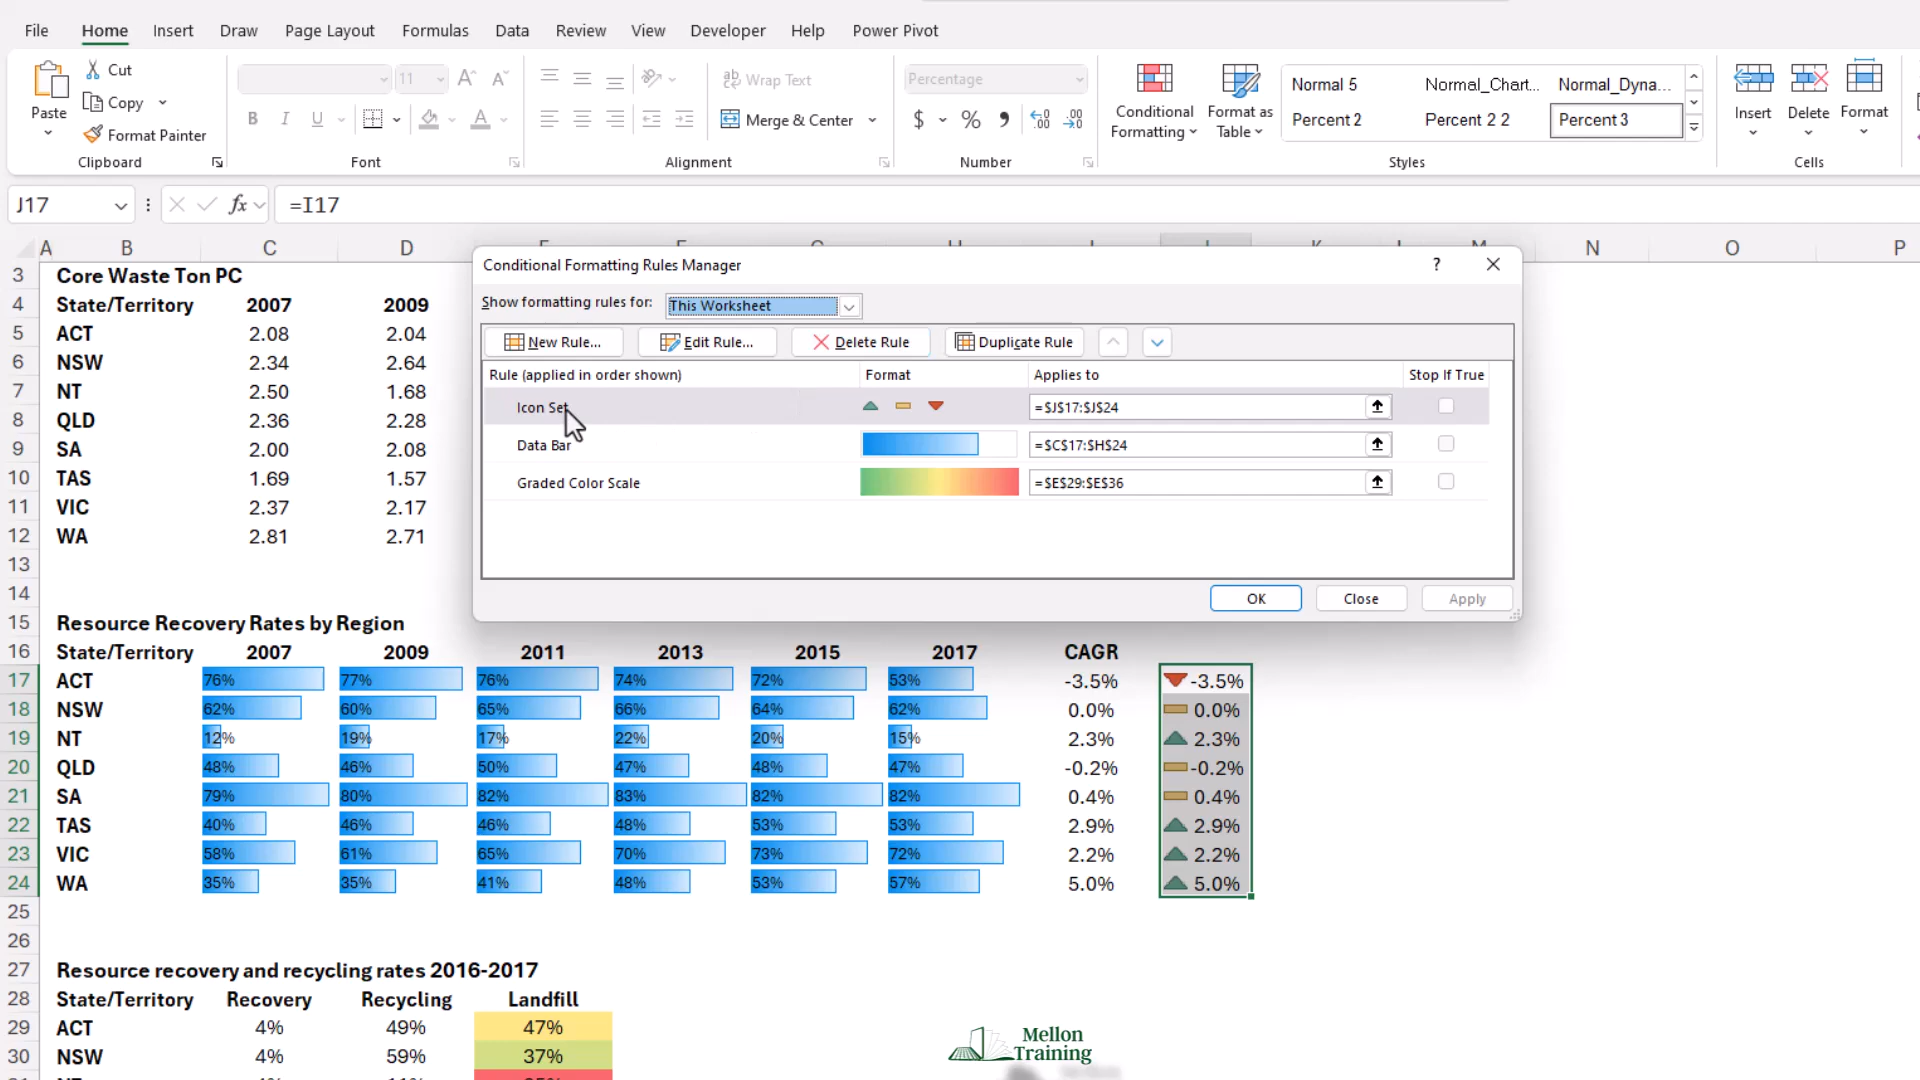 File Home Insert Draw Page Layout Formulas Data Review View Developer Help Power Pivot
Paste
Cut
Copy
Format Painter
Clipboard
11
B I U
Font
ab Wrap Text
Merge & Center
Alignment
Percentage
$ % 9
Number
Conditional Formatting
Format as Table
Normal 5 Normal_Chart... Normal_Dyna...
Percent 2 Percent 2 2 Percent 3
Styles
Insert Delete Format
Cells
J17 fx =I17
A B C D N O P
Conditional Formatting Rules Manager ?
Show formatting rules for: This Worksheet
New Rule... Edit Rule... Delete Rule Duplicate Rule
Rule (applied in order shown) Format Applies to Stop If True
Icon Set =$J$17:$J$24
Data Bar =$C$17:$H$24
Graded Color Scale =$E$29:$E$36
OK Close Apply
3 Core Waste Ton PC
4 State/Territory 2007 2009
5 ACT 2.08 2.04
6 NSW 2.34 2.64
7 NT 2.50 1.68
8 QLD 2.36 2.28
9 SA 2.00 2.08
10 TAS 1.69 1.57
11 VIC 2.37 2.17
12 WA 2.81 2.71
13
14
15 Resource Recovery Rates by Region
16 State/Territory 2007 2009 2011 2013 2015 2017 CAGR
17 ACT 76% 77% 76% 74% 72% 53% -3.5% -3.5%
18 NSW 62% 60% 65% 66% 64% 62% 0.0% 0.0%
19 NT 12% 19% 17% 22% 20% 15% 2.3% 2.3%
20 QLD 48% 46% 50% 47% 48% 47% -0.2% -0.2%
21 SA 79% 80% 82% 83% 82% 82% 0.4% 0.4%
22 TAS 40% 46% 46% 48% 53% 53% 2.9% 2.9%
23 VIC 58% 61% 65% 70% 73% 72% 2.2% 2.2%
24 WA 35% 35% 41% 48% 53% 57% 5.0% 5.0%
25
26
27 Resource recovery and recycling rates 2016-2017
28 State/Territory Recovery Recycling Landfill
29 ACT 4% 49% 47%
30 NSW 4% 59% 37%
Mellon
Training